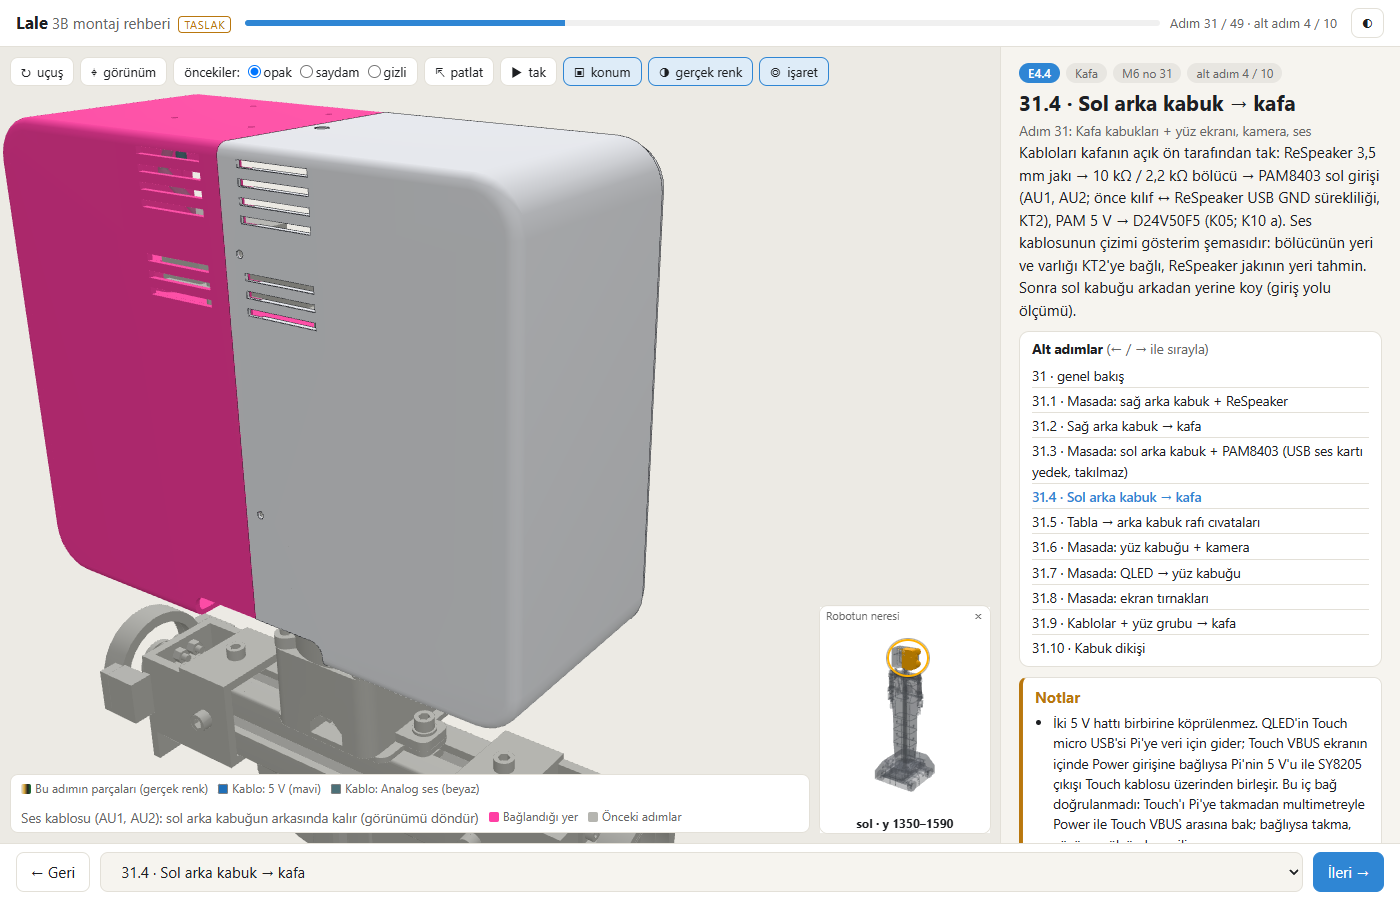 Lale 3B montaj rehberi TASLAK
Adım 31 / 49 · alt adım 4 / 10
↻ uçuş
⌖ görünüm
öncekiler: opak saydam gizli
⇱ patlat
▶ tak
▣ konum
◑ gerçek renk
◎ işaret
E4.4 Kafa M6 no 31 alt adım 4 / 10
31.4 · Sol arka kabuk → kafa
Adım 31: Kafa kabukları + yüz ekranı, kamera, ses
Kabloları kafanın açık ön tarafından tak: ReSpeaker 3,5
mm jakı → 10 kΩ / 2,2 kΩ bölücü → PAM8403 sol girişi
(AU1, AU2; önce kılıf ↔ ReSpeaker USB GND sürekliliği,
KT2), PAM 5 V → D24V50F5 (K05; K10 a). Ses
kablosunun çizimi gösterim şemasıdır: bölücünün yeri
ve varlığı KT2'ye bağlı, ReSpeaker jakının yeri tahmin.
Sonra sol kabuğu arkadan yerine koy (giriş yolu
ölçümü).
Alt adımlar (← / → ile sırayla)
31 · genel bakış
31.1 · Masada: sağ arka kabuk + ReSpeaker
31.2 · Sağ arka kabuk → kafa
31.3 · Masada: sol arka kabuk + PAM8403 (USB ses kartı
yedek, takılmaz)
31.4 · Sol arka kabuk → kafa
31.5 · Tabla → arka kabuk rafı cıvataları
31.6 · Masada: yüz kabuğu + kamera
31.7 · Masada: QLED → yüz kabuğu
31.8 · Masada: ekran tırnakları
31.9 · Kablolar + yüz grubu → kafa
31.10 · Kabuk dikişi
Notlar
• İki 5 V hattı birbirine köprülenmez. QLED'in Touch
micro USB'si Pi'ye veri için gider; Touch VBUS ekranın
içinde Power girişine bağlıysa Pi'nin 5 V'u ile SY8205
çıkışı Touch kablosu üzerinden birleşir. Bu iç bağ
doğrulanmadı: Touch'ı Pi'ye takmadan multimetreyle
Power ile Touch VBUS arasına bak; bağlıysa takma,
Robotun neresi ×
sol · y 1350–1590
Bu adımın parçaları (gerçek renk) Kablo: 5 V (mavi) Kablo: Analog ses (beyaz)
Ses kablosu (AU1, AU2): sol arka kabuğun arkasında kalır (görünümü döndür) Bağlandığı yer Önceki adımlar
← Geri
31.4 · Sol arka kabuk → kafa
İleri →